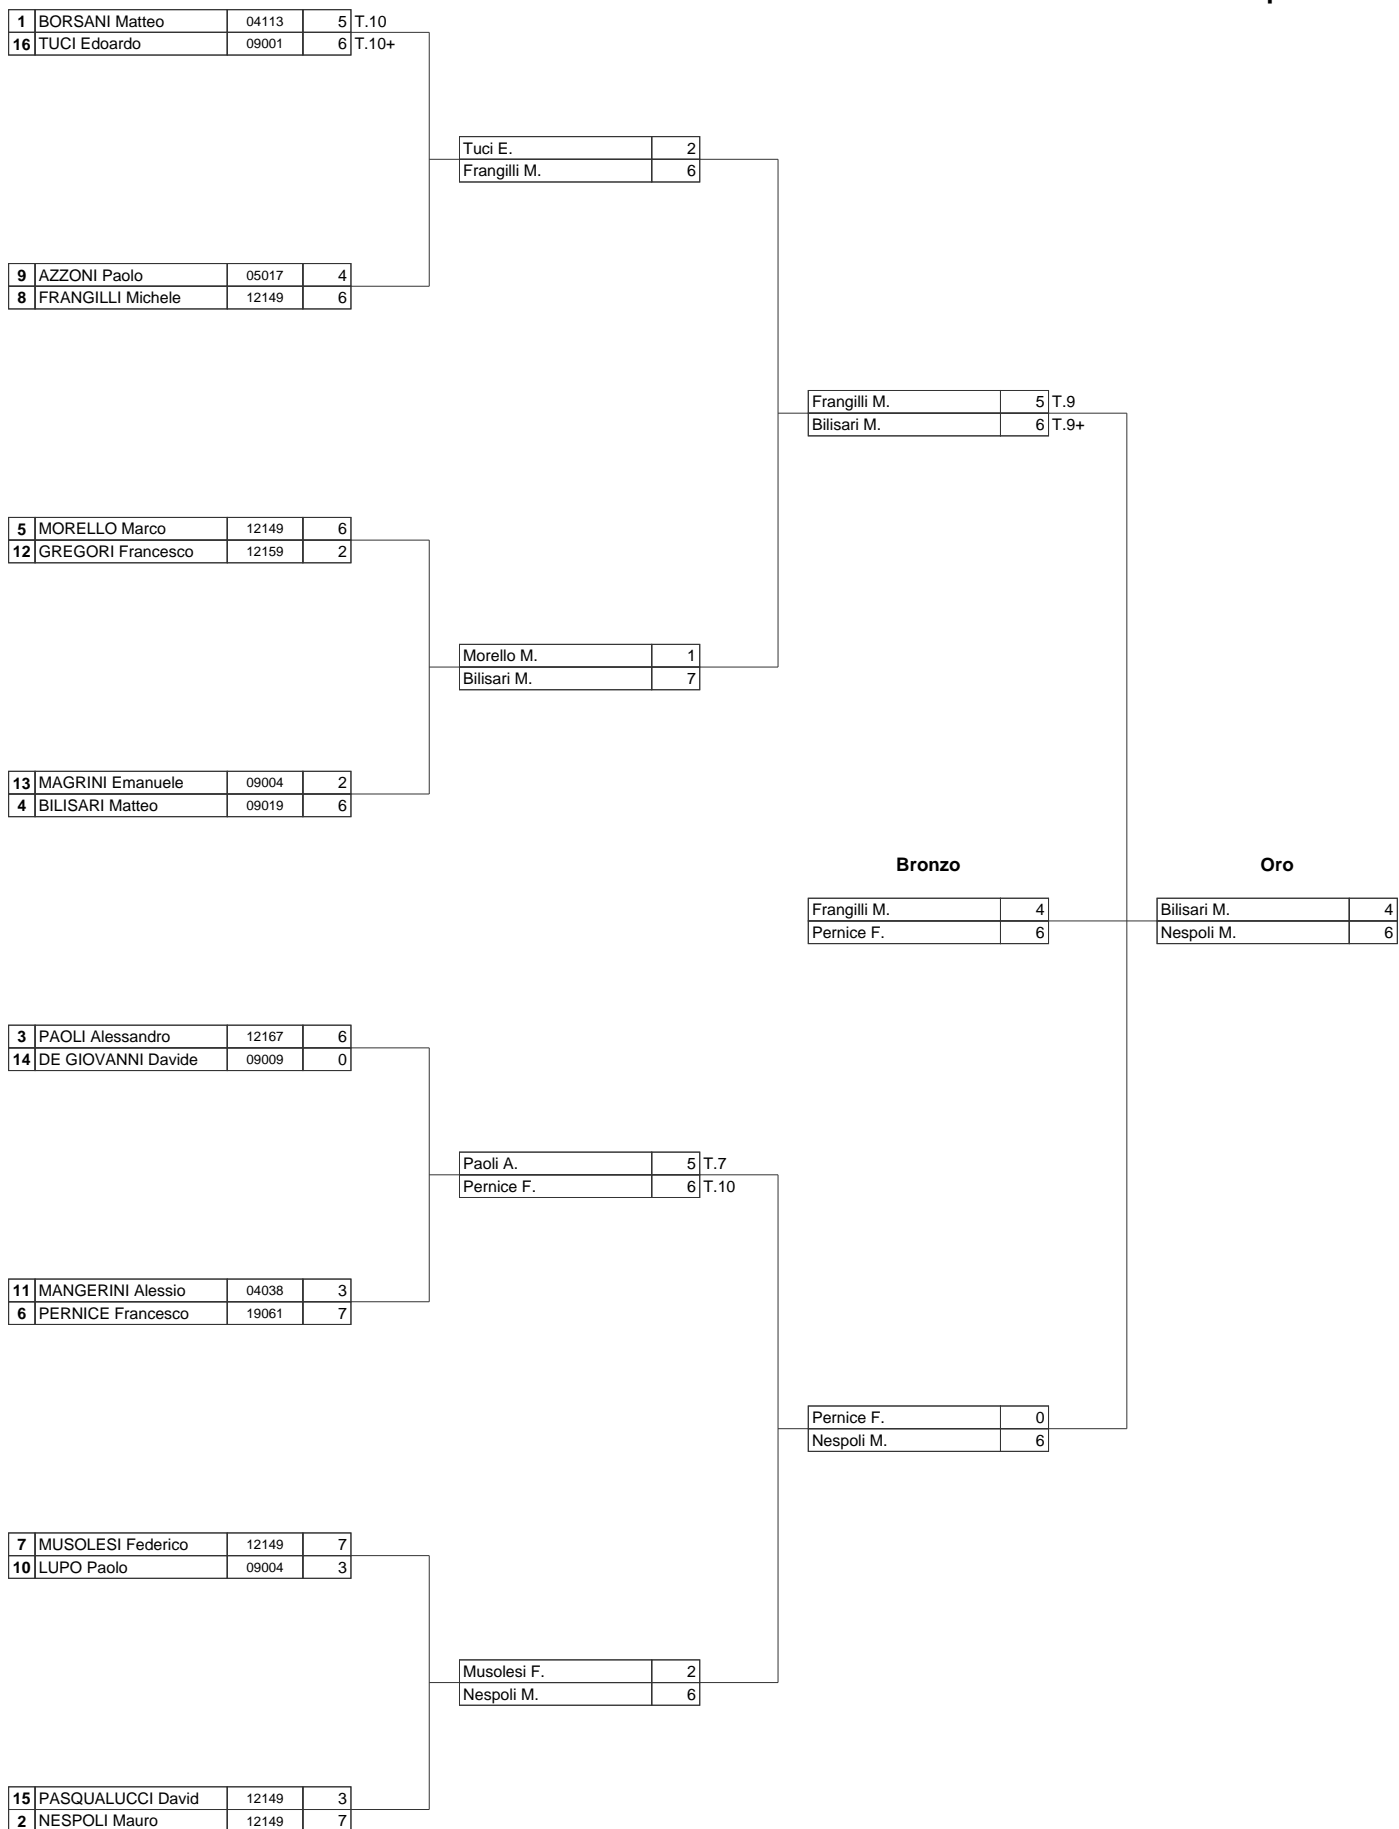 1 BORSANI Matteo 04113 5 T.10
16 TUCI Edoardo 09001 6 T.10+
Tuci E. 2
Frangilli M. 6
9 AZZONI Paolo 05017 4
8 FRANGILLI Michele 12149 6
Frangilli M. 5 T.9
Bilisari M. 6 T.9+
5 MORELLO Marco 12149 6
12 GREGORI Francesco 12159 2
Morello M. 1
Bilisari M. 7
13 MAGRINI Emanuele 09004 2
4 BILISARI Matteo 09019 6
Bronzo Oro
Frangilli M. 4 Bilisari M. 4
Pernice F. 6 Nespoli M. 6
3 PAOLI Alessandro 12167 6
14 DE GIOVANNI Davide 09009 0
Paoli A. 5 T.7
Pernice F. 6 T.10
11 MANGERINI Alessio 04038 3
6 PERNICE Francesco 19061 7
Pernice F. 0
Nespoli M. 6
7 MUSOLESI Federico 12149 7
10 LUPO Paolo 09004 3
Musolesi F. 2
Nespoli M. 6
15 PASQUALUCCI David 12149 3
2 NESPOLI Mauro 12149 7